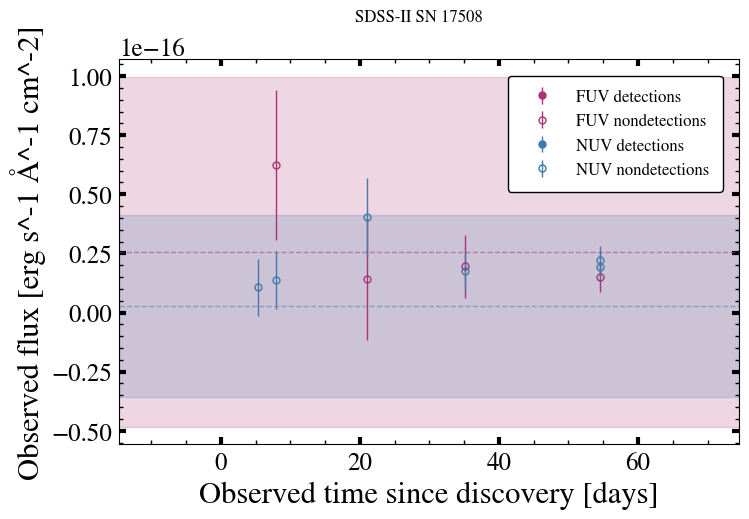 SDSS-II SN 17508
1e−16
1.00
0.75
0.50
0.25
0.00
−0.25
−0.50
Observed flux [erg s^-1 Å^-1 cm^-2]
FUV detections
FUV nondetections
NUV detections
NUV nondetections
0 20 40 60
Observed time since discovery [days]